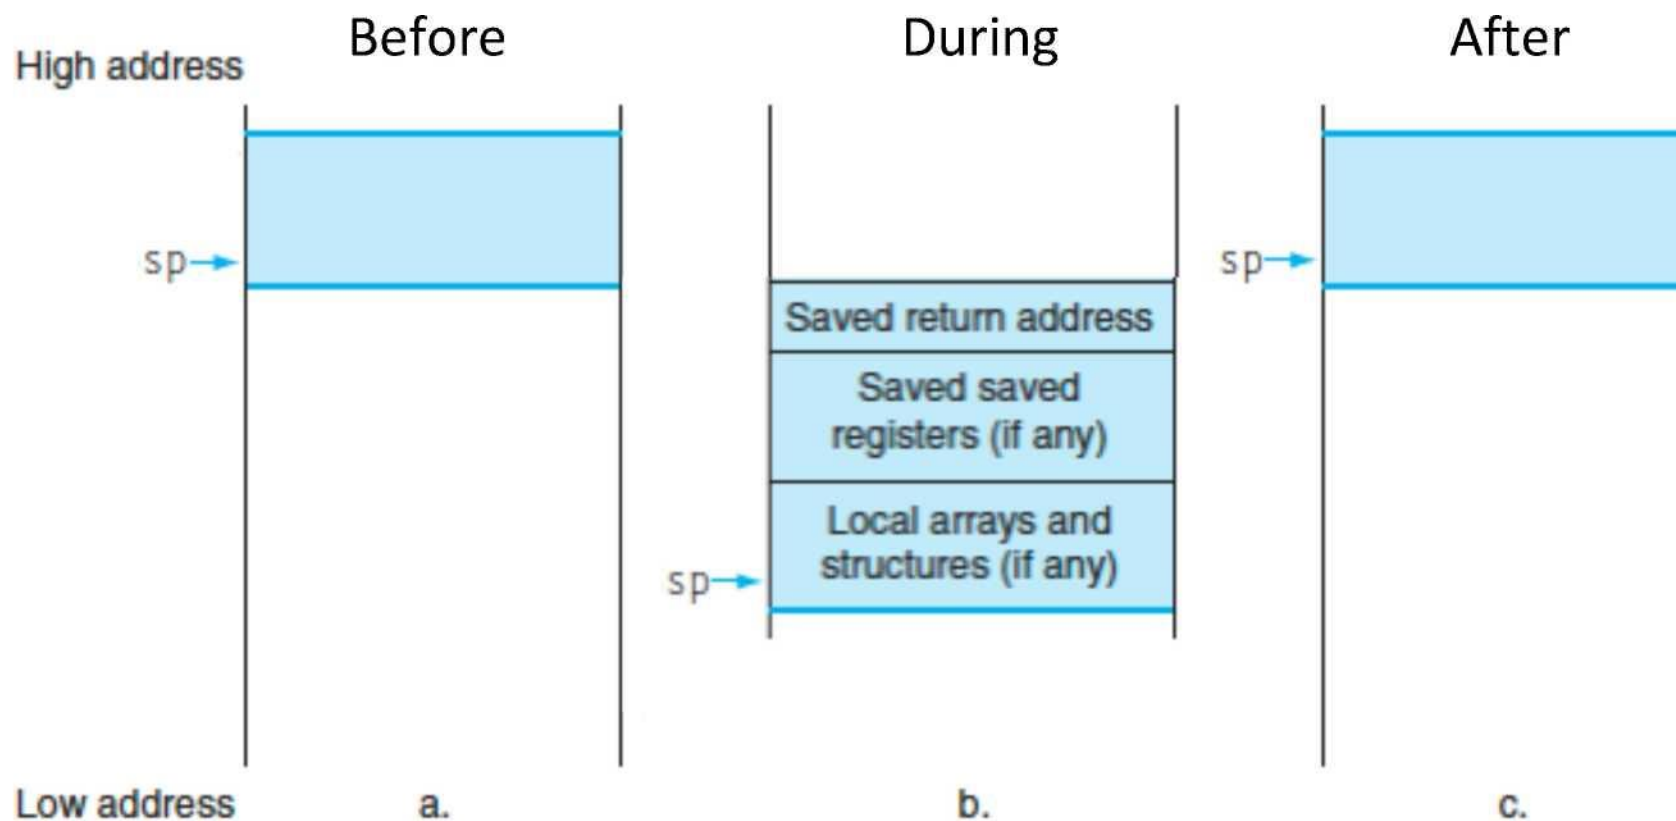 Before
During
After
High address
sp
sp
Saved return address
Saved saved
registers (if any)
Local arrays and
structures (if any)
sp
Low address
a.
b.
c.